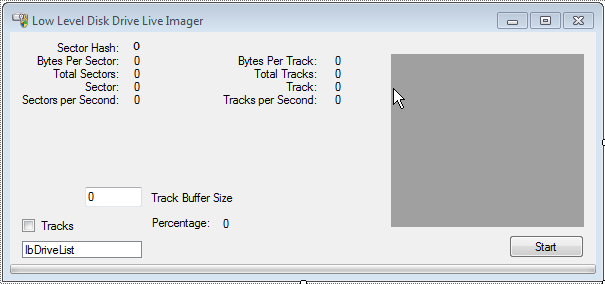 Low Level Disk Drive Live Imager
Sector Hash: 0
Bytes Per Sector: 0 Bytes Per Track: 0
Total Sectors: 0 Total Tracks: 0
Sector: 0 Track: 0
Sectors per Second: 0 Tracks per Second: 0
0 Track Buffer Size
Tracks Percentage: 0
lbDriveList
Start